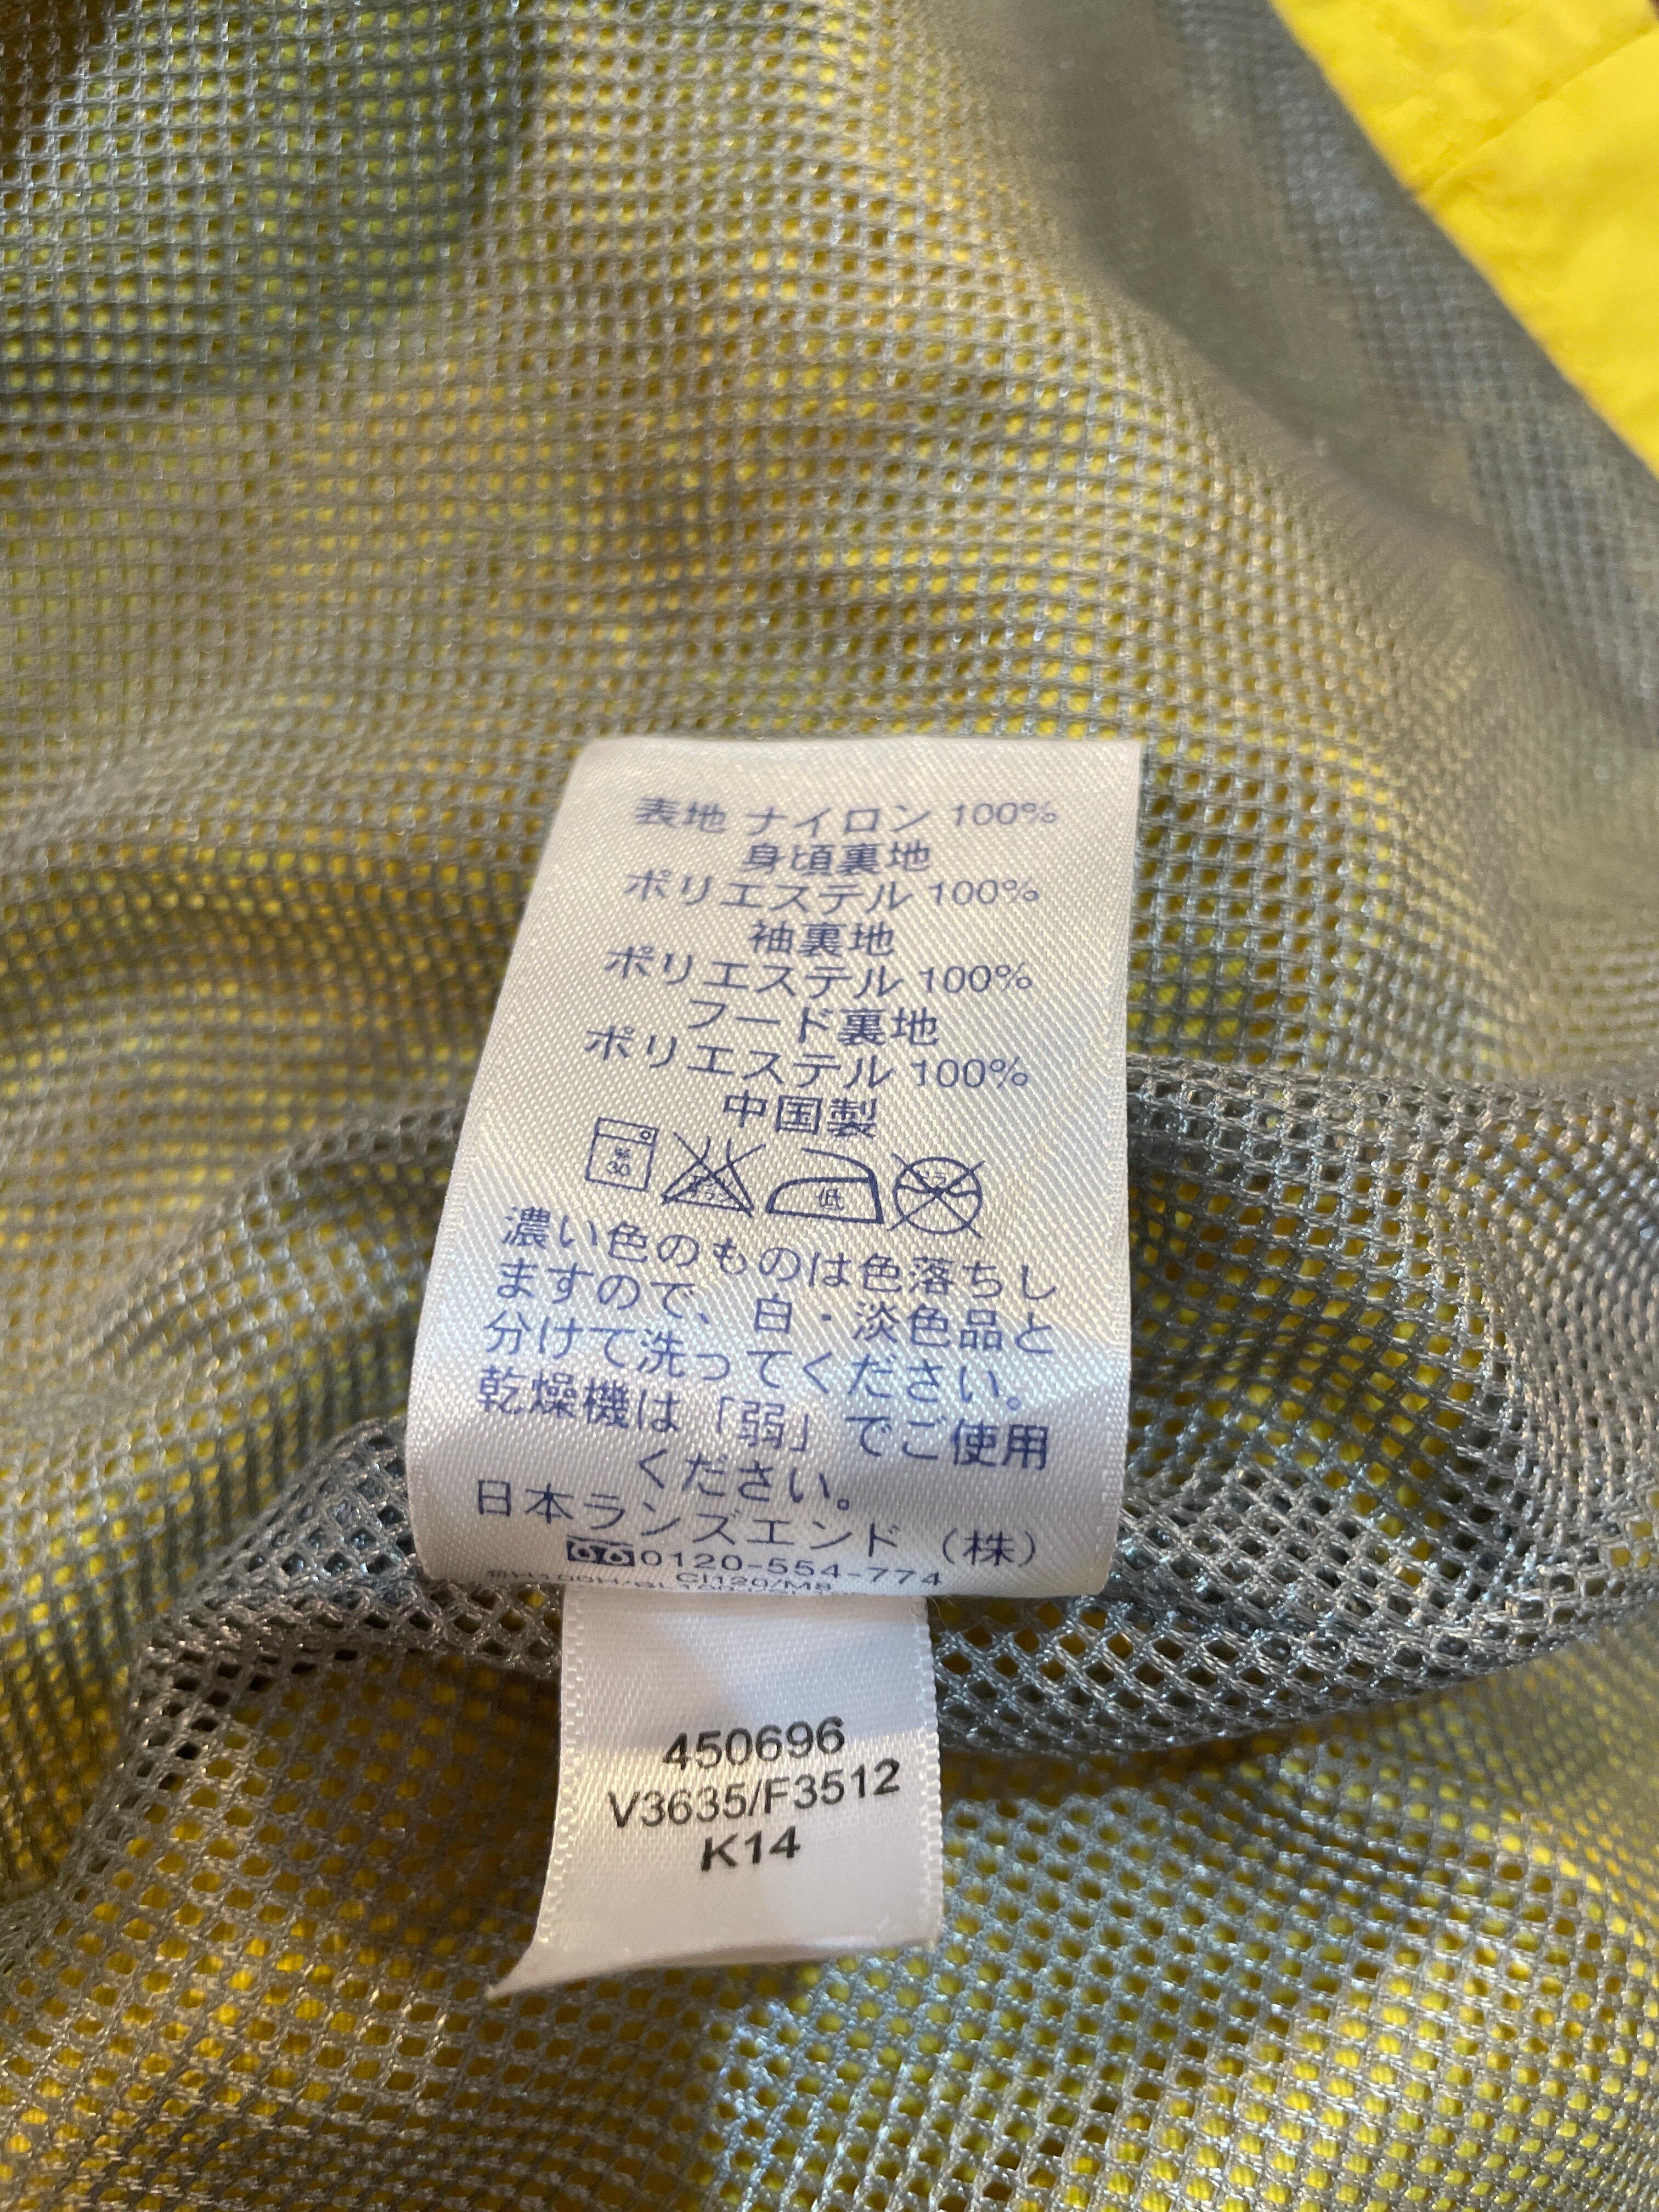 表地 ナイロン 100%
身頃裏地
ポリエステル 100%
袖裏地
ポリエステル 100%
フード裏地
ポリエステル 100%
中国製
30
低
濃い色のものは色落ちし
ますので、白・淡色品と
分けて洗ってください。
乾燥機は「弱」でご使用
ください。
日本ランズエンド（株）
0120-554-774
CI120/M8
450696
V3635/F3512
K14